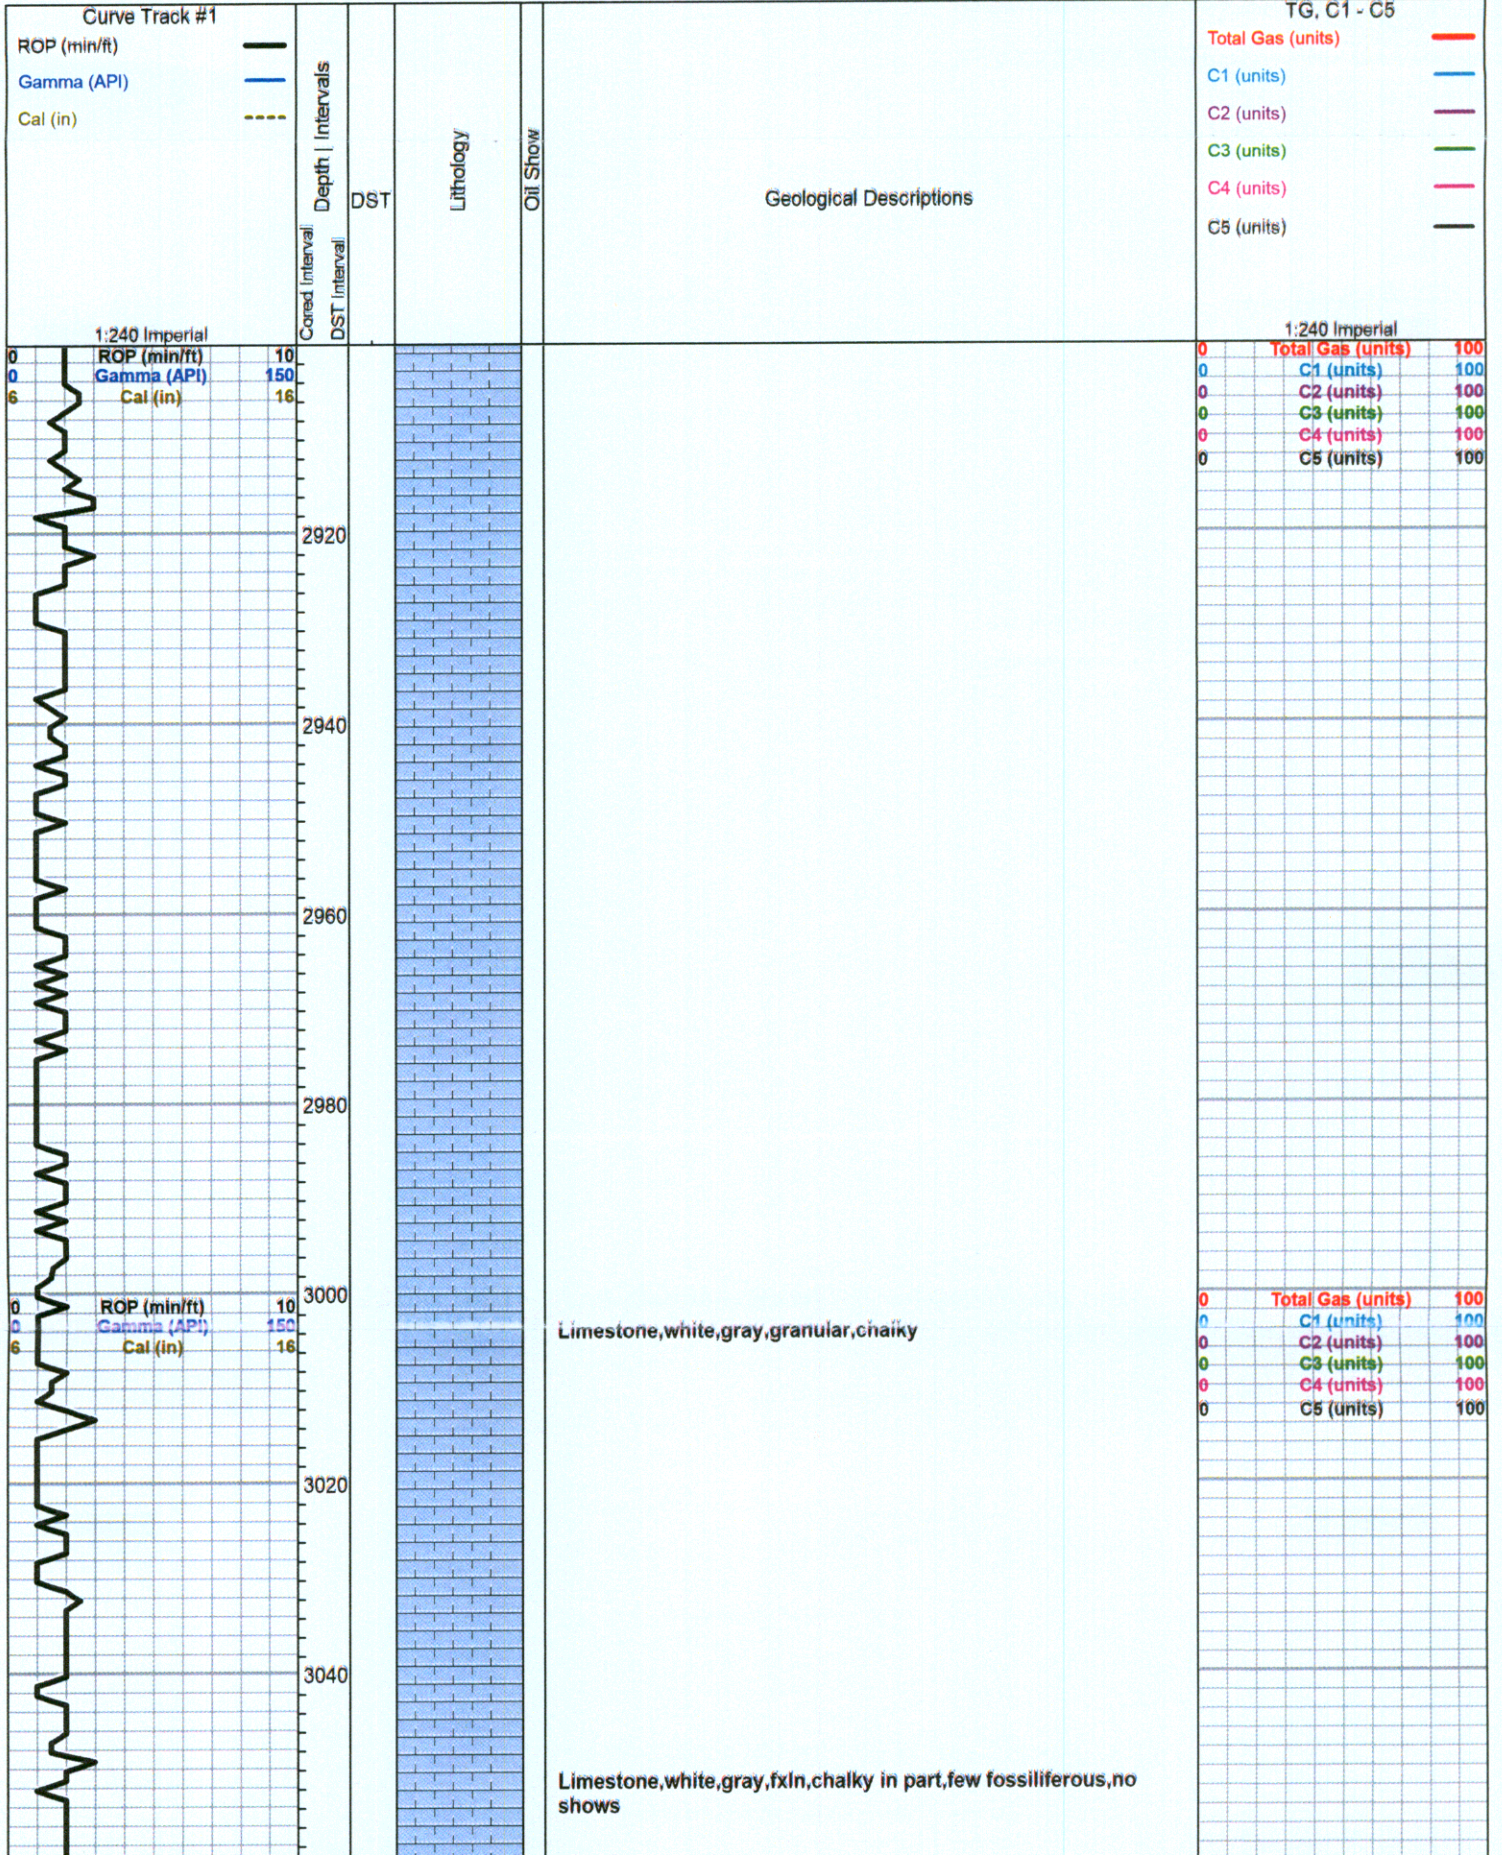 Curve Track #1
ROP (min/ft)
Gamma (API)
Cal (in)
1:240 Imperial
Depth | Intervals
Cored Interval
DST Interval
DST
Lithology
Oil Show
Geological Descriptions
TG, C1 - C5
Total Gas (units)
C1 (units)
C2 (units)
C3 (units)
C4 (units)
C5 (units)
1:240 Imperial
0 ROP (min/ft) 10
0 Gamma (API) 150
6 Cal (in) 16
0 Total Gas (units) 100
0 C1 (units) 100
0 C2 (units) 100
0 C3 (units) 100
0 C4 (units) 100
0 C5 (units) 100
2920
2940
2960
2980
3000
0 ROP (min/ft) 10
0 Gamma (API) 150
6 Cal (in) 16
Limestone,white,gray,granular,chalky
0 Total Gas (units) 100
0 C1 (units) 100
0 C2 (units) 100
0 C3 (units) 100
0 C4 (units) 100
0 C5 (units) 100
3020
3040
Limestone,white,gray,fxln,chalky in part,few fossiliferous,no
shows